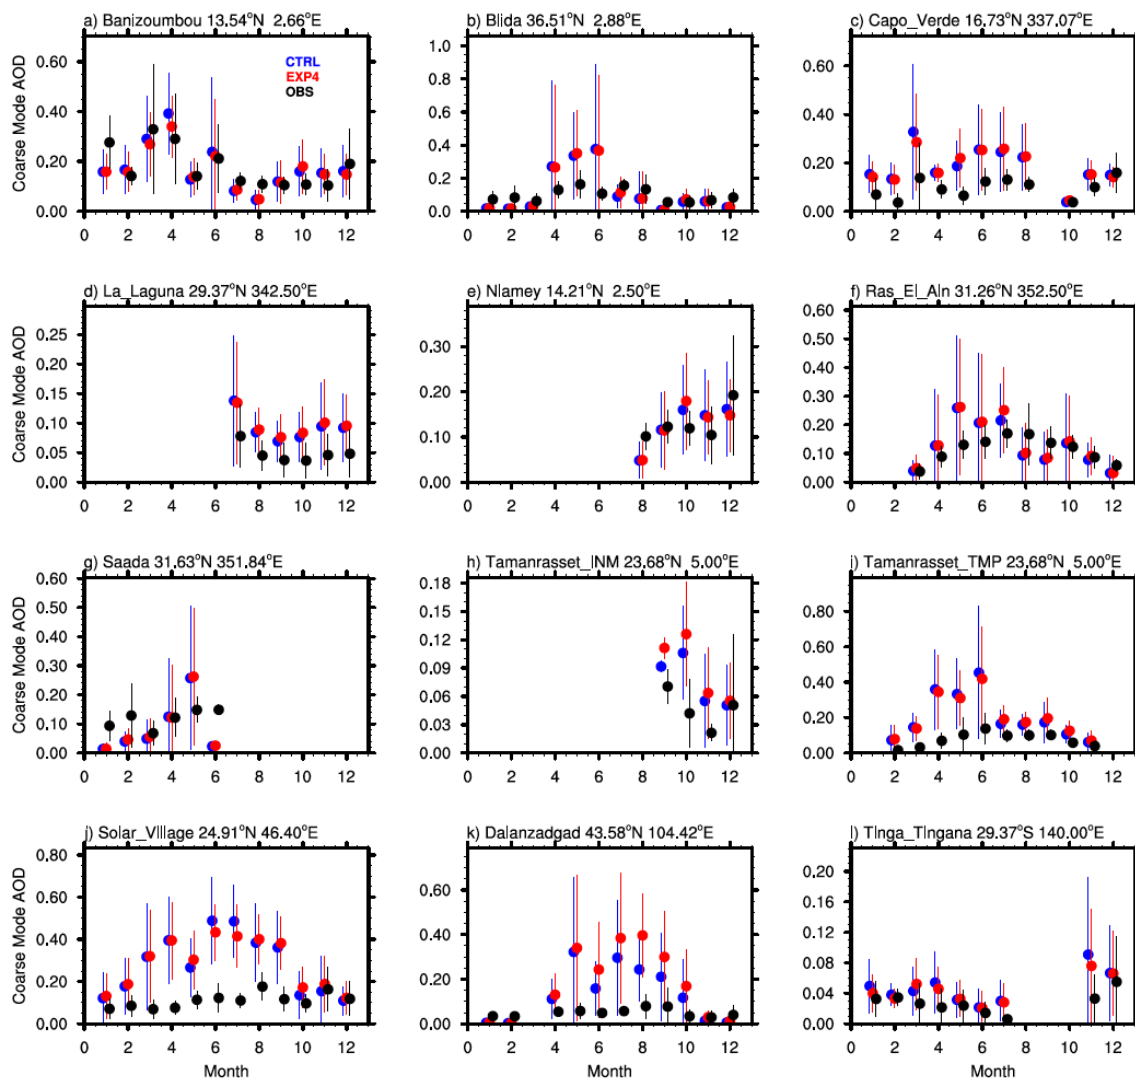 a) Banizoumbou 13.54°N 2.66°E
b) Blida 36.51°N 2.88°E
c) Capo_Verde 16.73°N 337.07°E
Coarse Mode AOD
0.60
0.40
0.20
0.00
CTRL
EXP4
OBS
0 2 4 6 8 10 12
1.0
0.8
0.6
0.4
0.2
0.0
0 2 4 6 8 10 12
0.60
0.40
0.20
0.00
0 2 4 6 8 10 12
d) La_Laguna 29.37°N 342.50°E
e) Niamey 14.21°N 2.50°E
f) Ras_El_Ain 31.26°N 352.50°E
Coarse Mode AOD
0.25
0.20
0.15
0.10
0.05
0.00
0 2 4 6 8 10 12
0.30
0.20
0.10
0.00
0 2 4 6 8 10 12
0.60
0.50
0.40
0.30
0.20
0.10
0.00
0 2 4 6 8 10 12
g) Saada 31.63°N 351.84°E
h) Tamanrasset_INM 23.68°N 5.00°E
i) Tamanrasset_TMP 23.68°N 5.00°E
Coarse Mode AOD
0.60
0.50
0.40
0.30
0.20
0.10
0.00
0 2 4 6 8 10 12
0.18
0.15
0.12
0.09
0.06
0.03
0.00
0 2 4 6 8 10 12
0.80
0.60
0.40
0.20
0.00
0 2 4 6 8 10 12
j) Solar_Village 24.91°N 46.40°E
k) Dalanzadgad 43.58°N 104.42°E
l) Tinga_Tingana 29.37°S 140.00°E
Coarse Mode AOD
0.80
0.60
0.40
0.20
0.00
0 2 4 6 8 10 12
Month
0.60
0.40
0.20
0.00
0 2 4 6 8 10 12
Month
0.20
0.16
0.12
0.08
0.04
0.00
0 2 4 6 8 10 12
Month